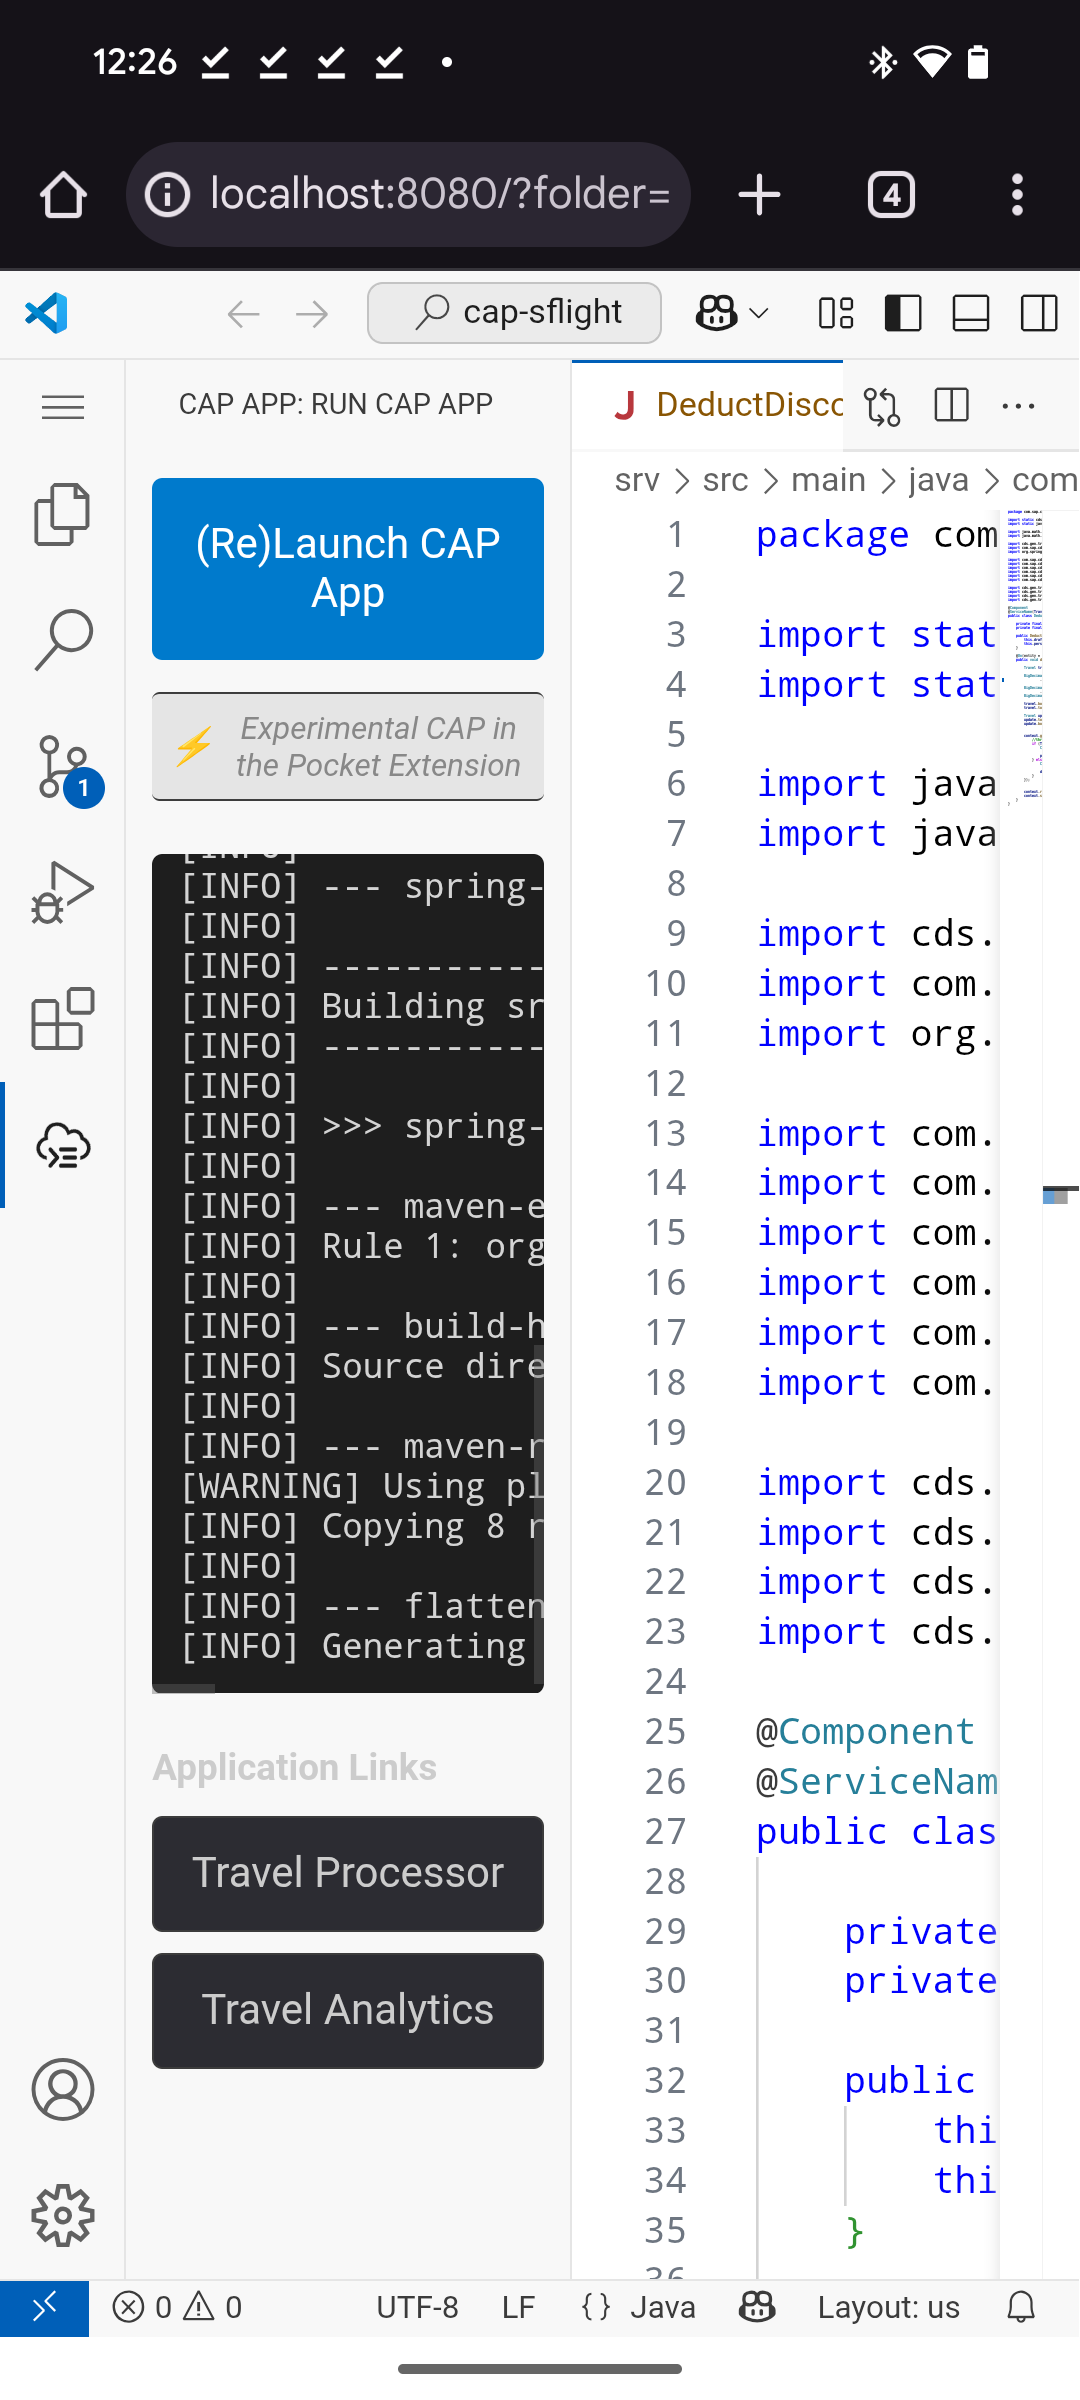 12:26
localhost:8080/?folder=
4
cap-sflight
CAP APP: RUN CAP APP
(Re)Launch CAP
App
⚡ Experimental CAP in
the Pocket Extension
[INFO]
[INFO] --- spring-
[INFO]
[INFO] -----------
[INFO] Building sr
[INFO] -----------
[INFO]
[INFO] >>> spring-
[INFO]
[INFO] --- maven-e
[INFO] Rule 1: org
[INFO]
[INFO] --- build-h
[INFO] Source dire
[INFO]
[INFO] --- maven-r
[WARNING] Using pl
[INFO] Copying 8 r
[INFO]
[INFO] --- flatten
[INFO] Generating
Application Links
Travel Processor
Travel Analytics
1
J DeductDisco
srv > src > main > java > com
1 package com
2
3 import stat
4 import stat
5
6 import java
7 import java
8
9 import cds.
10 import com.
11 import org.
12
13 import com.
14 import com.
15 import com.
16 import com.
17 import com.
18 import com.
19
20 import cds.
21 import cds.
22 import cds.
23 import cds.
24
25 @Component
26 @ServiceNam
27 public clas
28
29 private
30 private
31
32 public
33 thi
34 thi
35 }
36
0 0 UTF-8 LF {} Java Layout: us